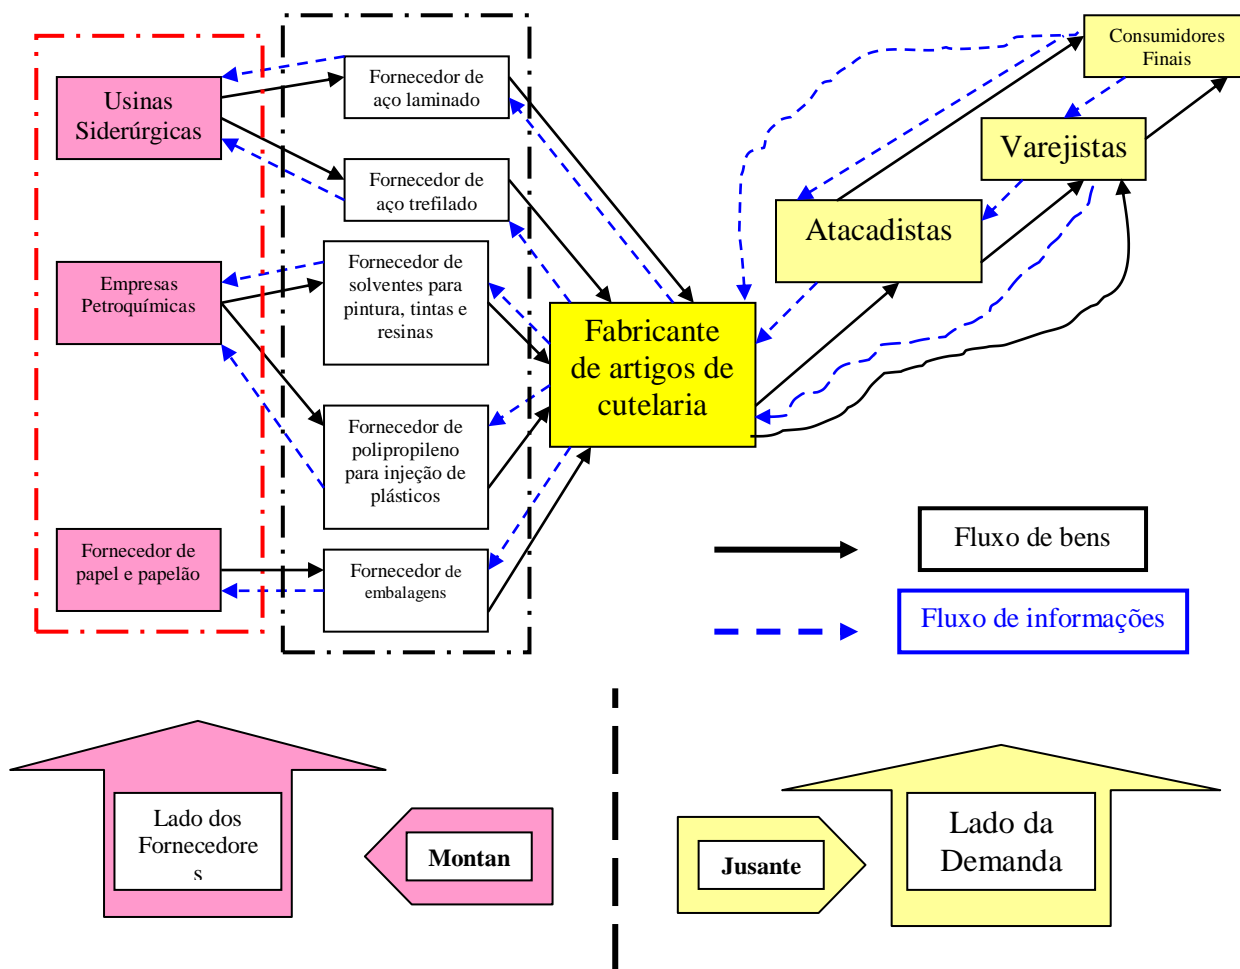 Usinas
Siderúrgicas
Empresas
Petroquímicas
Fornecedor de
papel e papelão
Fornecedor de
aço laminado
Fornecedor de
aço trefilado
Fornecedor de
solventes para
pintura, tintas e
resinas
Fornecedor de
polipropileno
para injeção de
plásticos
Fornecedor de
embalagens
Fabricante
de artigos de
cutelaria
Atacadistas
Varejistas
Consumidores
Finais
Fluxo de bens
Fluxo de informações
Lado dos
Fornecedore
s
Montan
Jusante
Lado da
Demanda